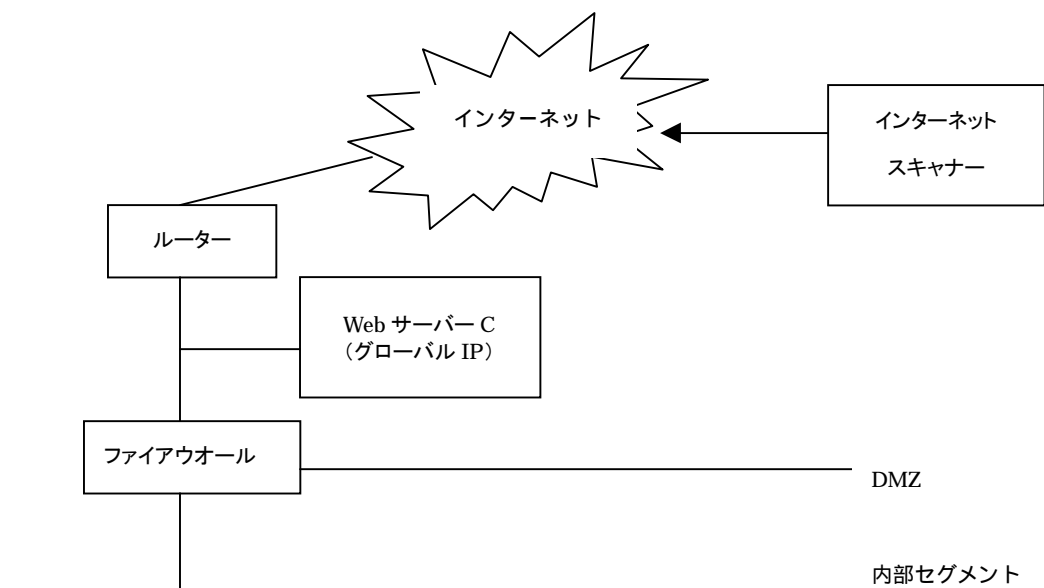 インターネット
インターネット
スキャナー
ルーター
Web サーバー C
（グローバル IP）
ファイアウオール
DMZ
内部セグメント